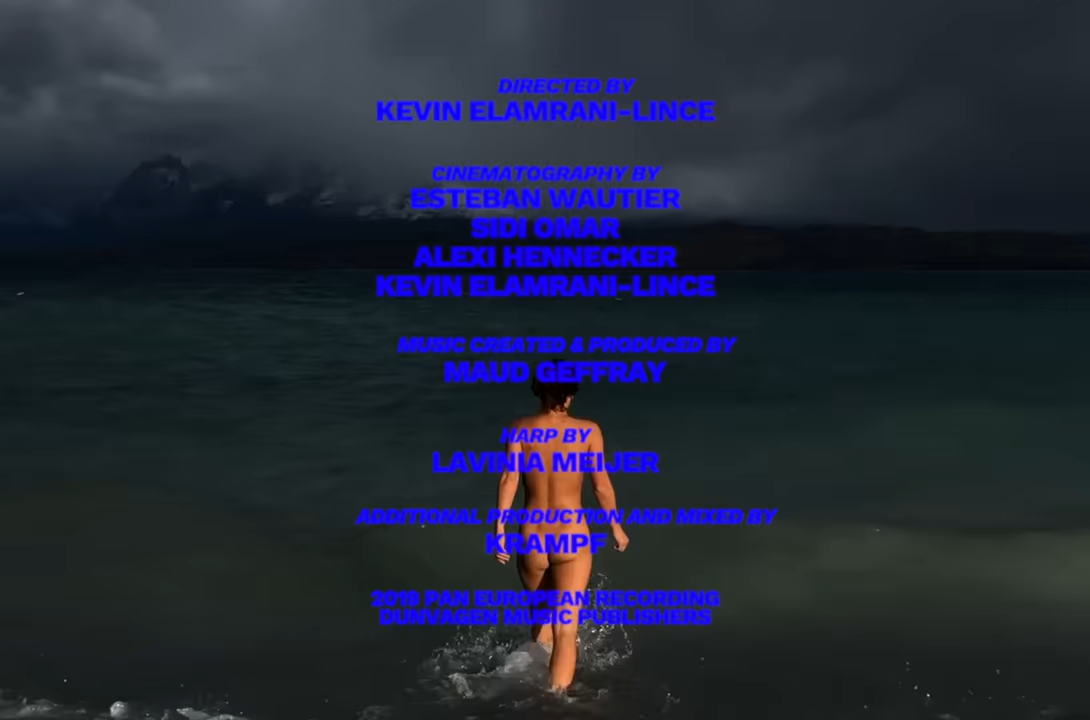 DIRECTED BY
KEVIN ELAMRANI-LINCE
CINEMATOGRAPHY BY
ESTEBAN WAUTIER
SIDI OMAR
ALEXI HENNECKER
KEVIN ELAMRANI-LINCE
MUSIC CREATED & PRODUCED BY
MAUD GEFFRAY
HARP BY
LAVINIA MEIJER
ADDITIONAL PRODUCTION AND MIXED BY
KRAMPF
2019 PAN EUROPEAN RECORDING
DUNVAGEN MUSIC PUBLISHERS